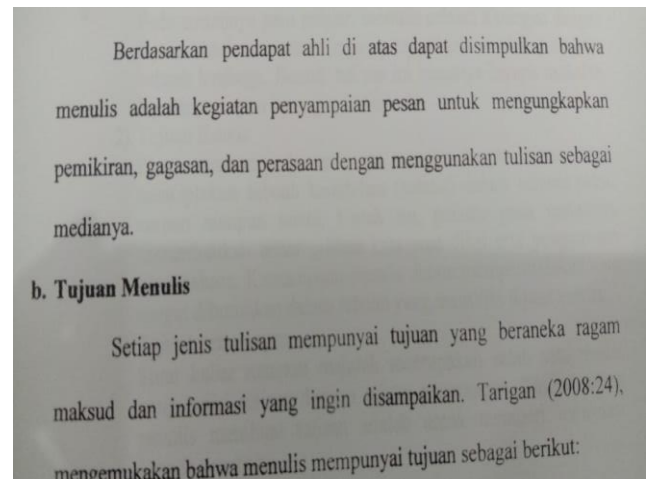 Berdasarkan pendapat ahli di atas dapat disimpulkan bahwa
menulis adalah kegiatan penyampaian pesan untuk mengungkapkan
pemikiran, gagasan, dan perasaan dengan menggunakan tulisan sebagai
medianya.
b. Tujuan Menulis
Setiap jenis tulisan mempunyai tujuan yang beraneka ragam
maksud dan informasi yang ingin disampaikan. Tarigan (2008:24),
mengemukakan bahwa menulis mempunyai tujuan sebagai berikut: